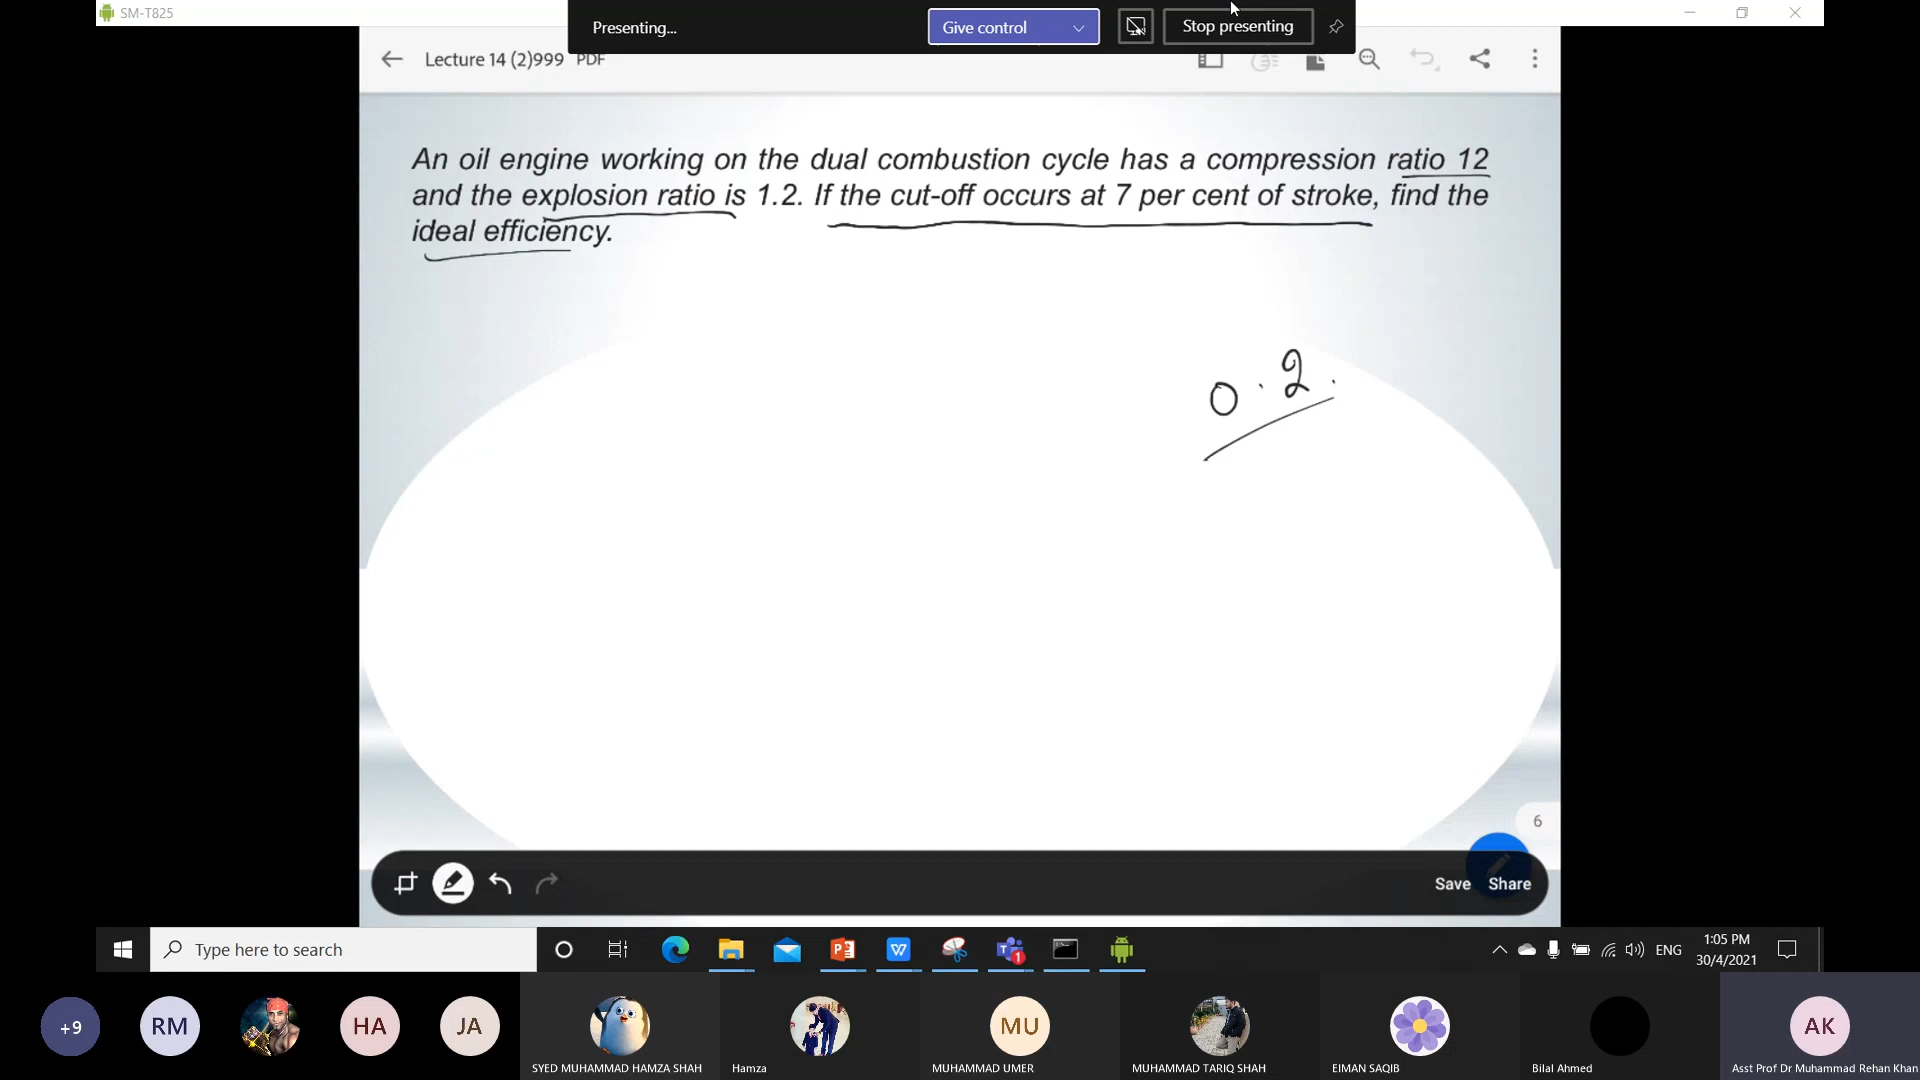 SM-T825
Presenting...
Give control
Stop presenting
Lecture 14 (2)999 PDF
An oil engine working on the dual combustion cycle has a compression ratio 12
and the explosion ratio is 1.2. If the cut-off occurs at 7 per cent of stroke, find the
ideal efficiency.
0.2.
6
Save Share
Type here to search
1
ENG
1:05 PM
30/4/2021
+9
RM
HA
JA
MU
AK
SYED MUHAMMAD HAMZA SHAH
Hamza
MUHAMMAD UMER
MUHAMMAD TARIQ SHAH
EIMAN SAQIB
Bilal Ahmed
Asst Prof Dr Muhammad Rehan Khan